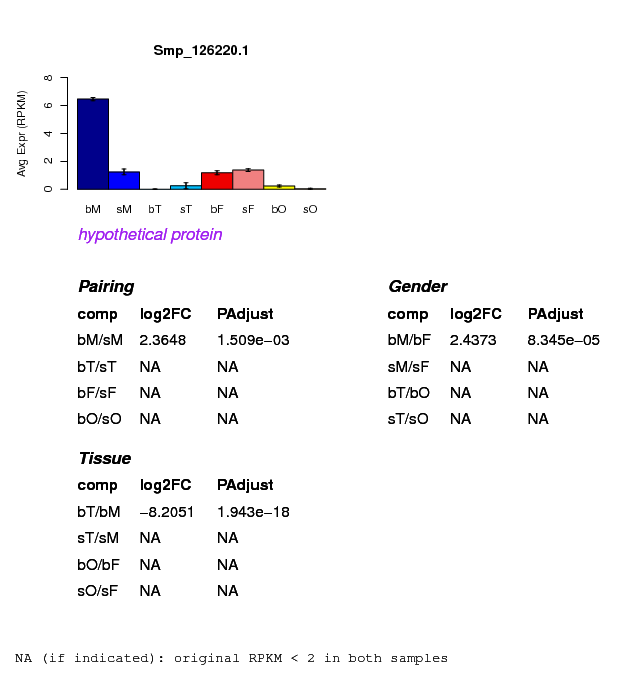 Smp_126220.1
Avg Expr (RPKM)
8
6
4
2
0
bM sM bT sT bF sF bO sO
hypothetical protein
Pairing
comp log2FC PAdjust
bM/sM 2.3648 1.509e−03
bT/sT NA NA
bF/sF NA NA
bO/sO NA NA
Gender
comp log2FC PAdjust
bM/bF 2.4373 8.345e−05
sM/sF NA NA
bT/bO NA NA
sT/sO NA NA
Tissue
comp log2FC PAdjust
bT/bM −8.2051 1.943e−18
sT/sM NA NA
bO/bF NA NA
sO/sF NA NA
NA (if indicated): original RPKM < 2 in both samples